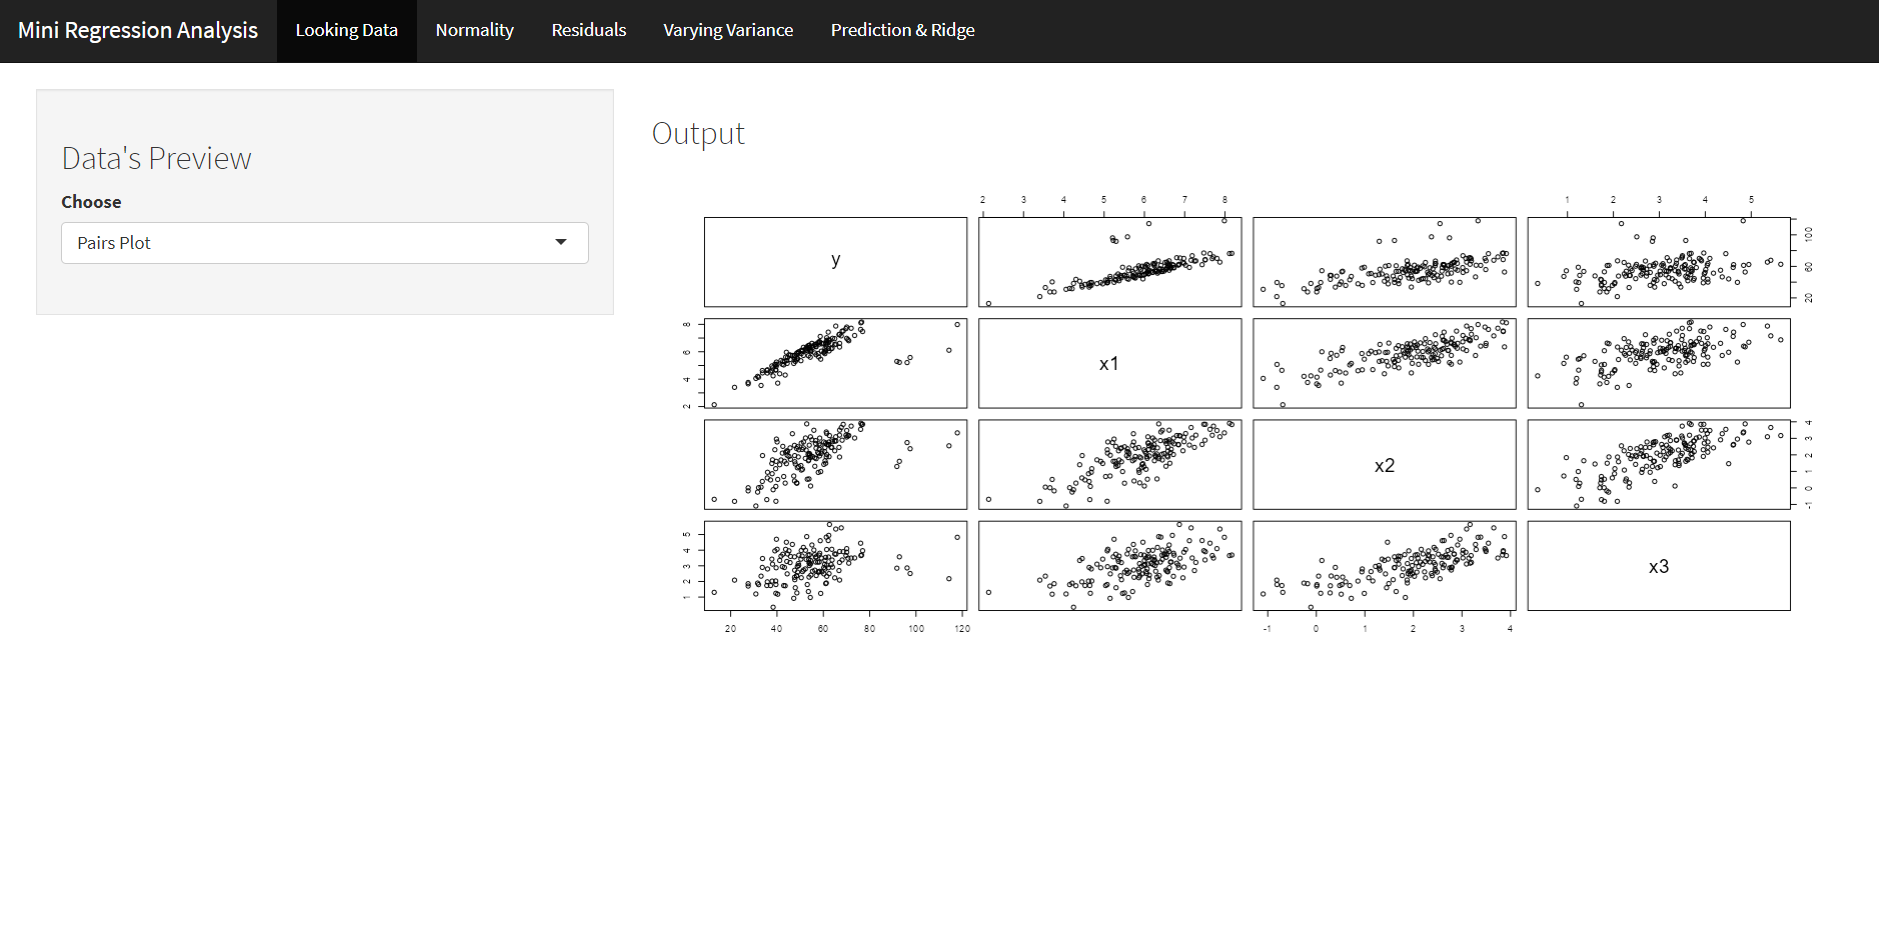 Mini Regression Analysis Looking Data Normality Residuals Varying Variance Prediction & Ridge
Data's Preview
Choose
Pairs Plot
Output
2 3 4 5 6 7 8
1 2 3 4 5
y
20 60 100
2 4 6 8
x1
x2
-1 0 1 2 3 4
1 2 3 4 5
x3
20 40 60 80 100 120
-1 0 1 2 3 4